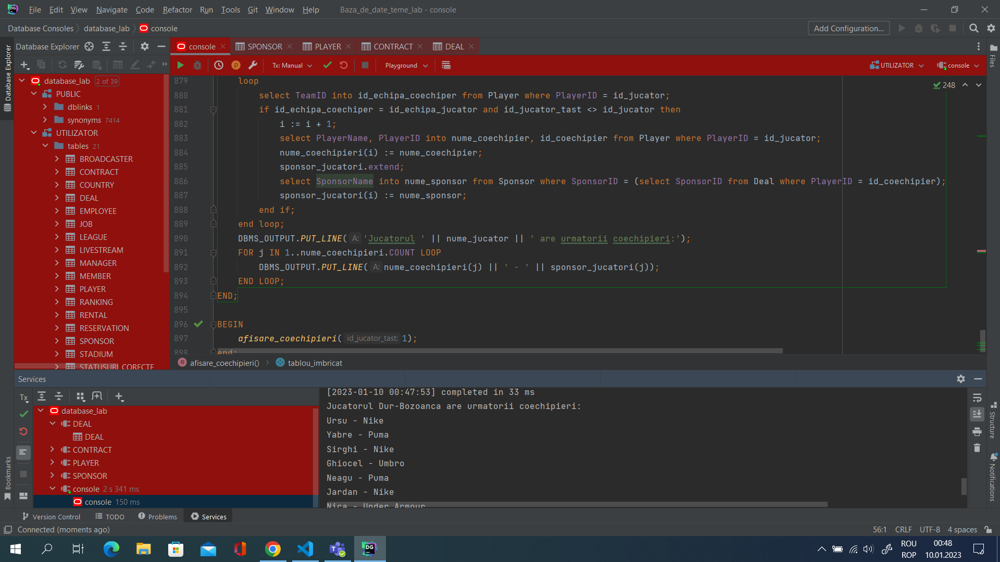 DG File Edit View Navigate Code Refactor Run Tools Git Window Help Baza_de_date_teme_lab - console
Database Consoles database_lab console Add Configuration...
Database Explorer console SPONSOR PLAYER CONTRACT DEAL
Tx: Manual Playground UTILIZATOR console
Database Explorer
Files
database_lab 2 of 39
PUBLIC
dblinks 1
synonyms 7414
UTILIZATOR
tables 21
BROADCASTER
CONTRACT
COUNTRY
DEAL
EMPLOYEE
JOB
LEAGUE
LIVESTREAM
MANAGER
MEMBER
PLAYER
RANKING
RENTAL
RESERVATION
SPONSOR
STADIUM
STATUSURI_CORECTE
248
879 loop
880 select TeamID into id_echipa_coechiper from Player where PlayerID = id_jucator;
881 if id_echipa_coechiper = id_echipa_jucator and id_jucator_tast <> id_jucator then
882 i := i + 1;
883 select PlayerName, PlayerID into nume_coechipier, id_coechipier from Player where PlayerID = id_jucator;
884 nume_coechipieri(i) := nume_coechipier;
885 sponsor_jucatori.extend;
886 select SponsorName into nume_sponsor from Sponsor where SponsorID = (select SponsorID from Deal where PlayerID = id_coechipier);
887 sponsor_jucatori(i) := nume_sponsor;
888 end if;
889 end loop;
890 DBMS_OUTPUT.PUT_LINE( A: 'Jucatorul ' || nume_jucator || ' are urmatorii coechipieri:');
891 FOR j IN 1..nume_coechipieri.COUNT LOOP
892 DBMS_OUTPUT.PUT_LINE( A: nume_coechipieri(j) || ' - ' || sponsor_jucatori(j));
893 END LOOP;
894 END;
895
896 BEGIN
897 afisare_coechipieri( id_jucator_tast: 1);
898 end;
R afisare_coechipieri() tablou_imbricat
Services
Tx
database_lab
DEAL
DEAL
CONTRACT
PLAYER
SPONSOR
console 2 s 341 ms
console 150 ms
[2023-01-10 00:47:53] completed in 33 ms
Jucatorul Dur-Bozoanca are urmatorii coechipieri:
Ursu - Nike
Yabre - Puma
Sirghi - Nike
Ghiocel - Umbro
Neagu - Puma
Jardan - Nike
Nica - Under Armour
Bookmarks
Structure
Notifications
Version Control TODO Problems Services
Connected (moments ago) 56:1 CRLF UTF-8 4 spaces
DG ROU 00:48
ROP 10.01.2023